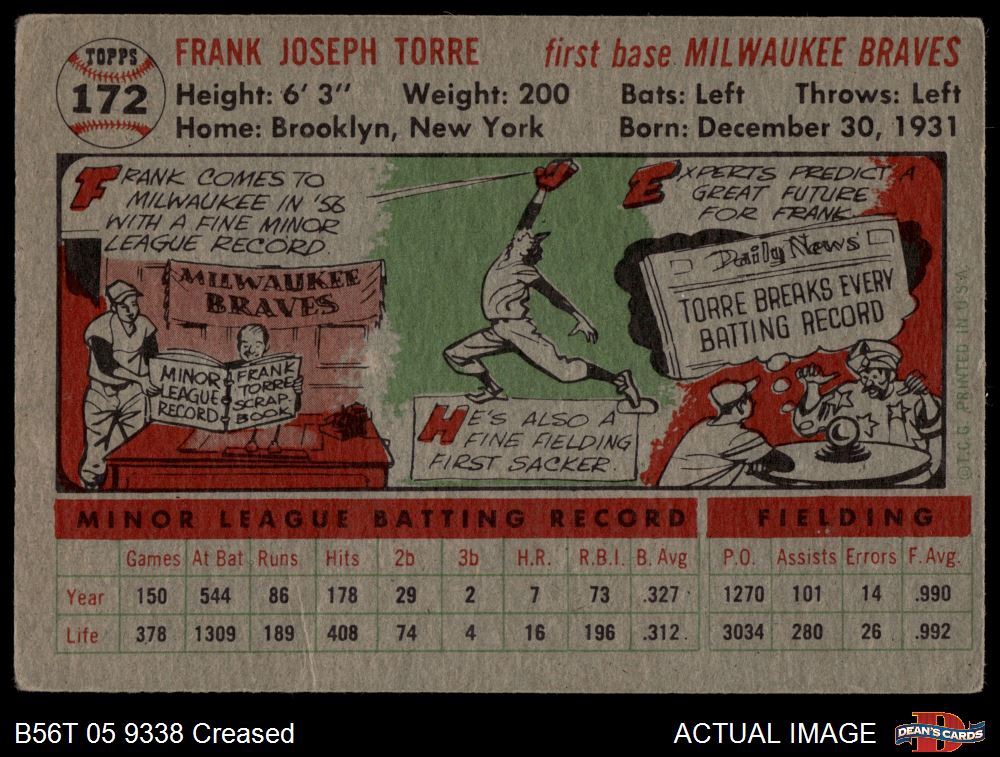 TOPPS
172
FRANK JOSEPH TORRE first base MILWAUKEE BRAVES
Height: 6' 3" Weight: 200 Bats: Left Throws: Left
Home: Brooklyn, New York Born: December 30, 1931
FRANK COMES TO
MILWAUKEE IN '56
WITH A FINE MINOR
LEAGUE RECORD.
MILWAUKEE
BRAVES
MINOR
LEAGUE
RECORD
FRANK
TORRE
SCRAP-
BOOK
HE'S ALSO A
FINE FIELDING
FIRST SACKER.
EXPERTS PREDICT A
GREAT FUTURE
FOR FRANK.
Daily News
TORRE BREAKS EVERY
BATTING RECORD
© T.C.G. PRINTED IN U.S.A.
MINOR LEAGUE BATTING RECORD FIELDING
Games At Bat Runs Hits 2b 3b H.R. R.B.I. B. Avg P.O. Assists Errors F. Avg.
Year 150 544 86 178 29 2 7 73 .327 1270 101 14 .990
Life 378 1309 189 408 74 4 16 196 .312 3034 280 26 .992
B56T 05 9338 Creased ACTUAL IMAGE DEAN'S CARDS